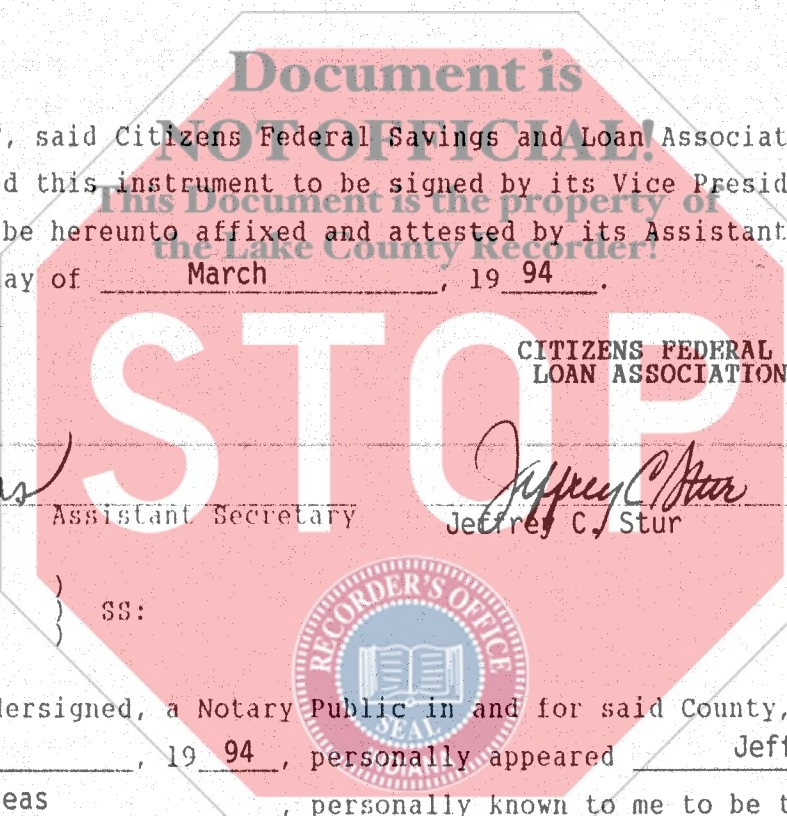 Document is
NOT OFFICIAL!
This Document is the property of
the Lake County Recorder!
STOP
, said Citizens Federal Savings and Loan Associat
d this instrument to be signed by its Vice Presid
be hereunto affixed and attested by its Assistant
ay of March, 19 94.
CITIZENS FEDERAL
LOAN ASSOCIATION
Jeffrey C Stur
Assistant Secretary Jeffrey C. Stur
) SS:
RECORDER'S OFFICE
SEAL
dersigned, a Notary Public in and for said County,
, 19 94, personally appeared Jeff
eas, personally known to me to be t